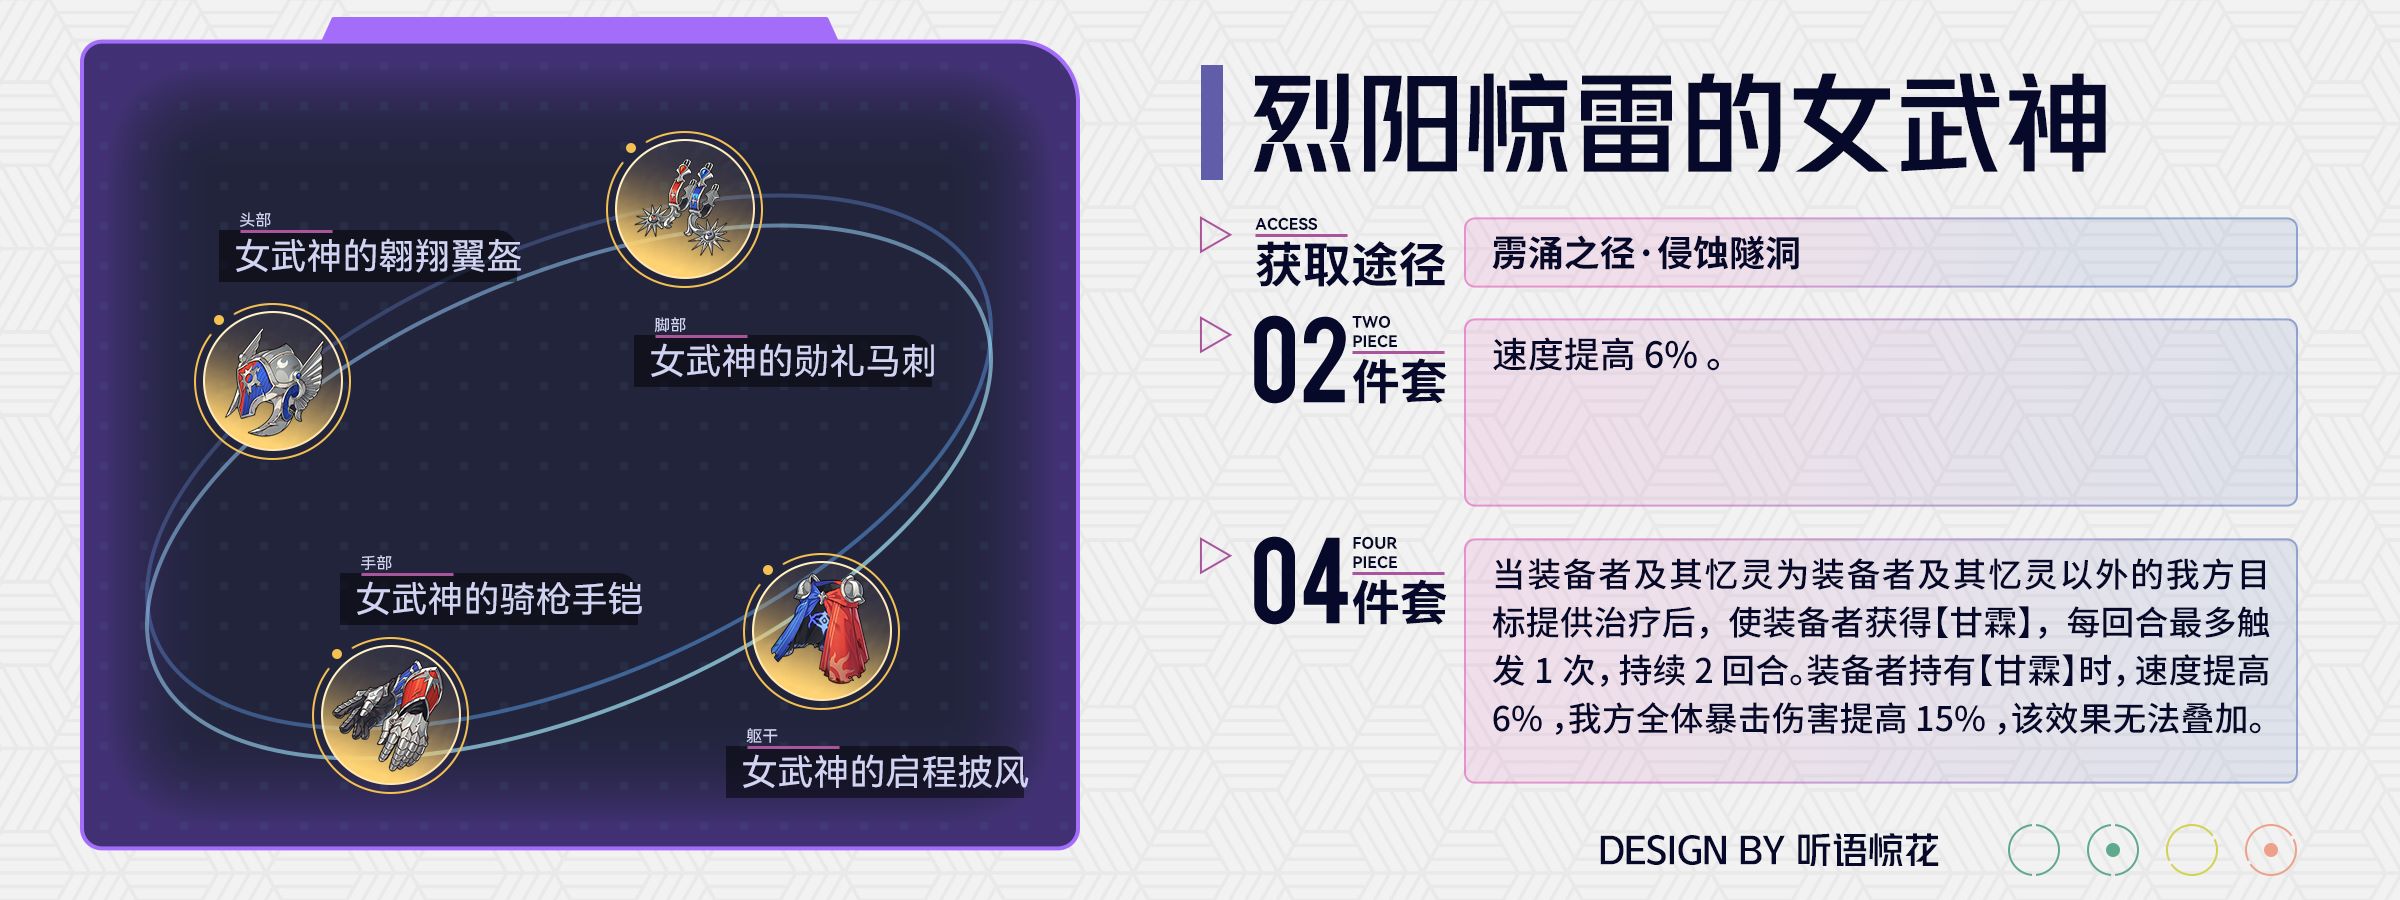 头部
女武神的翱翔翼盔
脚部
女武神的勋礼马刺
手部
女武神的骑枪手铠
躯干
女武神的启程披风
烈阳惊雷的女武神
ACCESS
获取途径
雳涌之径·侵蚀隧洞
02
TWO
PIECE
件套
速度提高 6% 。
04
FOUR
PIECE
件套
当装备者及其忆灵为装备者及其忆灵以外的我方目
标提供治疗后，使装备者获得【甘霖】，每回合最多触
发 1 次，持续 2 回合。装备者持有【甘霖】时，速度提高
6% ，我方全体暴击伤害提高 15% ，该效果无法叠加。
DESIGN BY 听语惊花